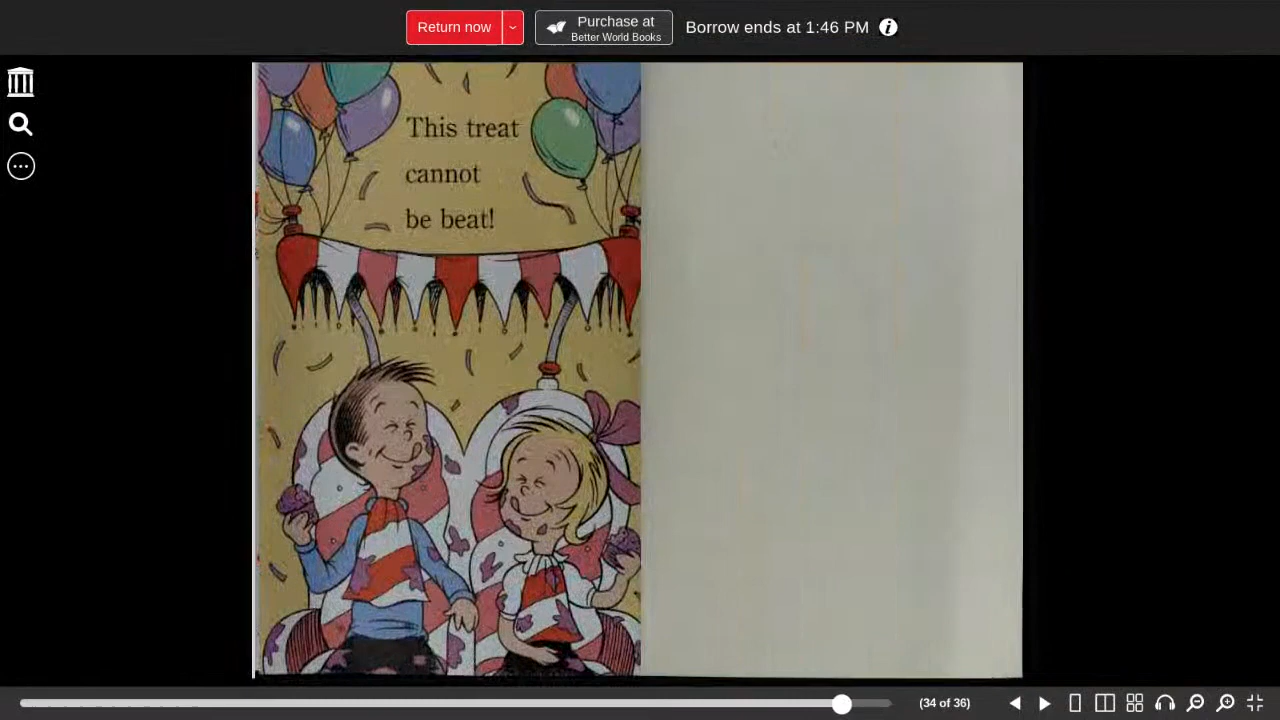 Return now
Purchase at
Better World Books
Borrow ends at 1:46 PM
This treat
cannot
be beat!
(34 of 36)